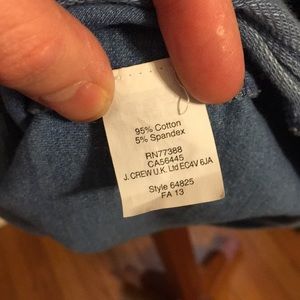 95% Cotton
5% Spandex
RN77388
CA56445
J. CREW U.K. Ltd EC4V 6JA
Style 64825
FA 13